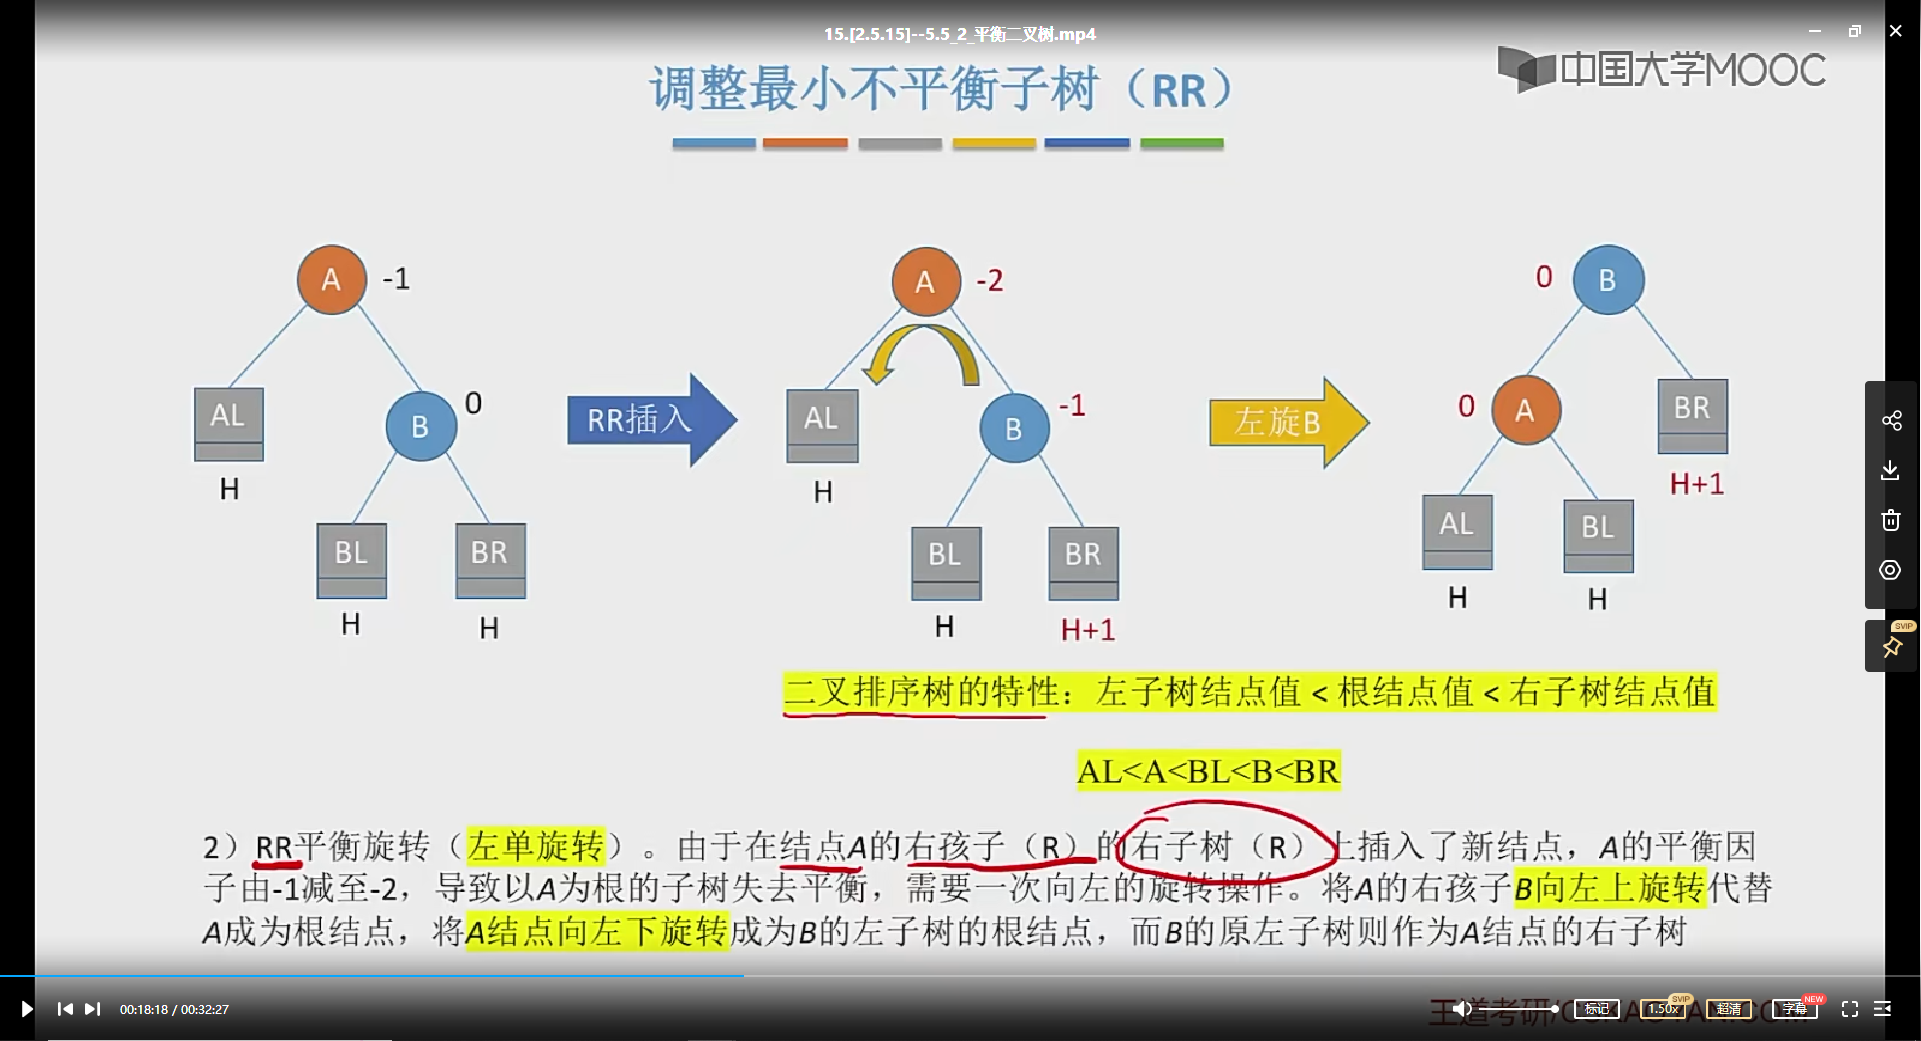 15.[2.5.15]--5.5_2_平衡二叉树.mp4
中国大学MOOC
调整最小不平衡子树（RR）
A -1
AL
H
B 0
BL
H
BR
H
RR插入
A -2
AL
H
B -1
BL
H
BR
H+1
左旋B
0 B
0 A
BR
H+1
AL
H
BL
H
二叉排序树的特性：左子树结点值 < 根结点值 < 右子树结点值
AL<A<BL<B<BR
2）RR平衡旋转（左单旋转）。由于在结点A的右孩子（R）的右子树（R）上插入了新结点，A的平衡因
子由-1减至-2，导致以A为根的子树失去平衡，需要一次向左的旋转操作。将A的右孩子B向左上旋转代替
A成为根结点，将A结点向左下旋转成为B的左子树的根结点，而B的原左子树则作为A结点的右子树
SVIP
00:18:18 / 00:32:27
王道考研/CSKAOYAN.COM
标记
1.50x
SVIP
超清
字幕
NEW